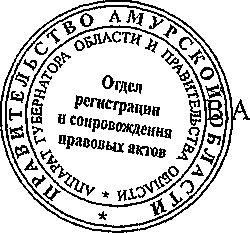 ПРАВИТЕЛЬСТВО АМУРСКОЙ ОБЛАСТИ *
АППАРАТ ГУБЕРНАТОРА ОБЛАСТИ И ПРАВИТЕЛЬСТВА ОБЛАСТИ *
Отдел
регистрации
и сопровождения
правовых актов
А